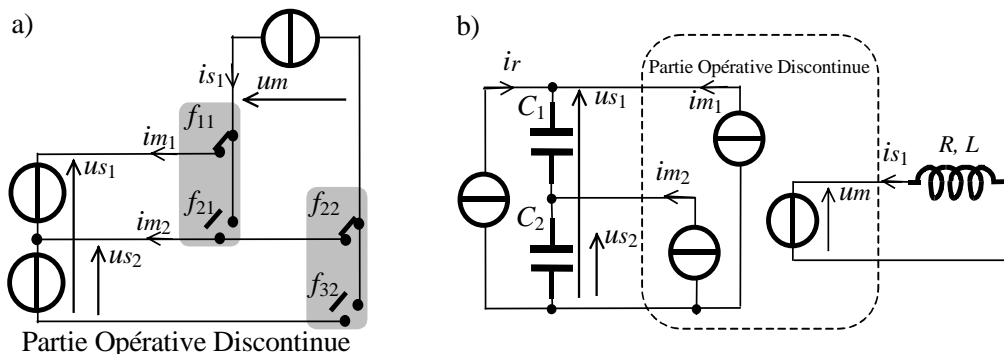 a)
is1
um
f11
im1
us1
f21
f22
im2
us2
f32
Partie Opérative Discontinue
b)
ir
Partie Opérative Discontinue
C1
us1
im1
R, L
is1
im2
um
C2
us2